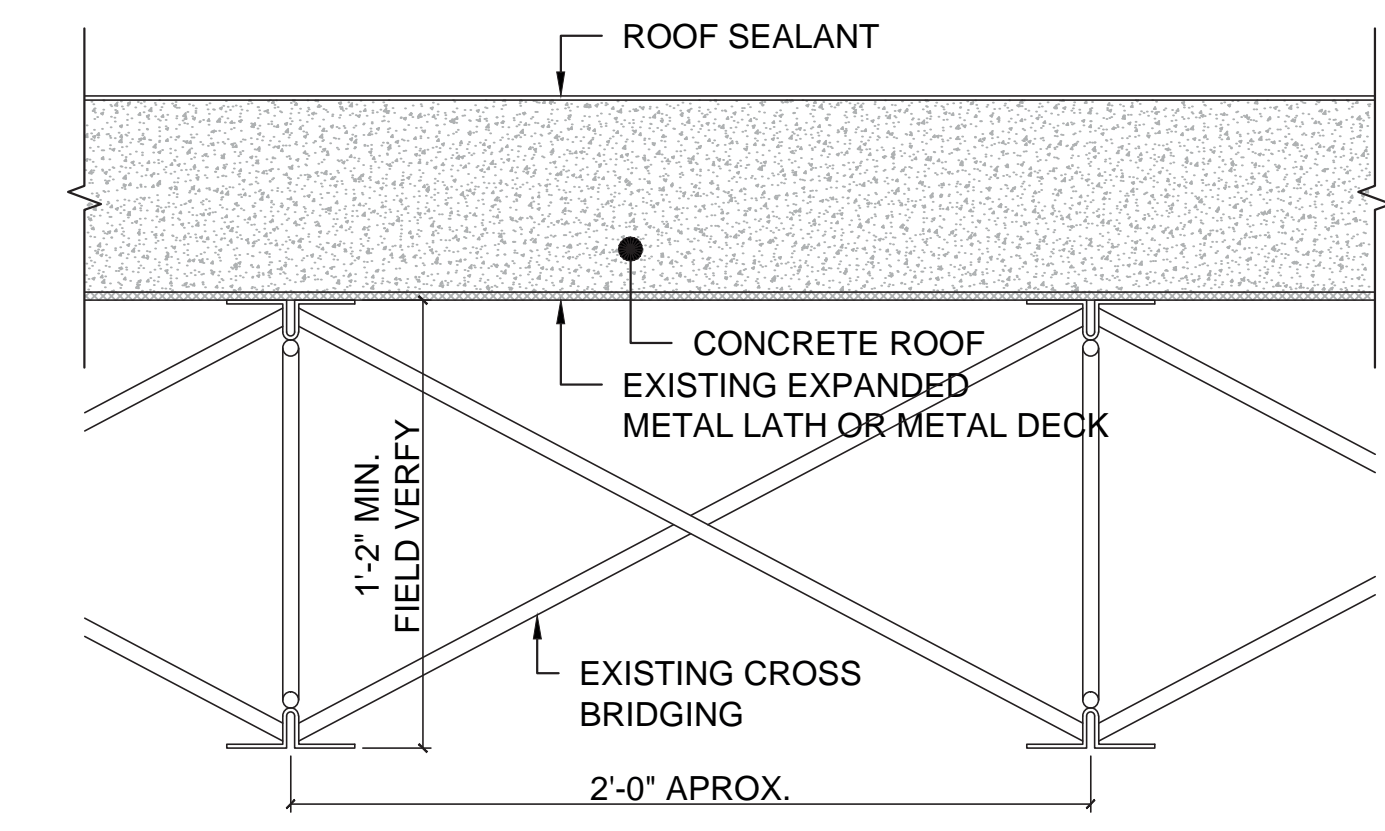 ROOF SEALANT
CONCRETE ROOF
EXISTING EXPANDED
METAL LATH OR METAL DECK
1'-2" MIN.
FIELD VERFY
EXISTING CROSS
BRIDGING
2'-0" APROX.